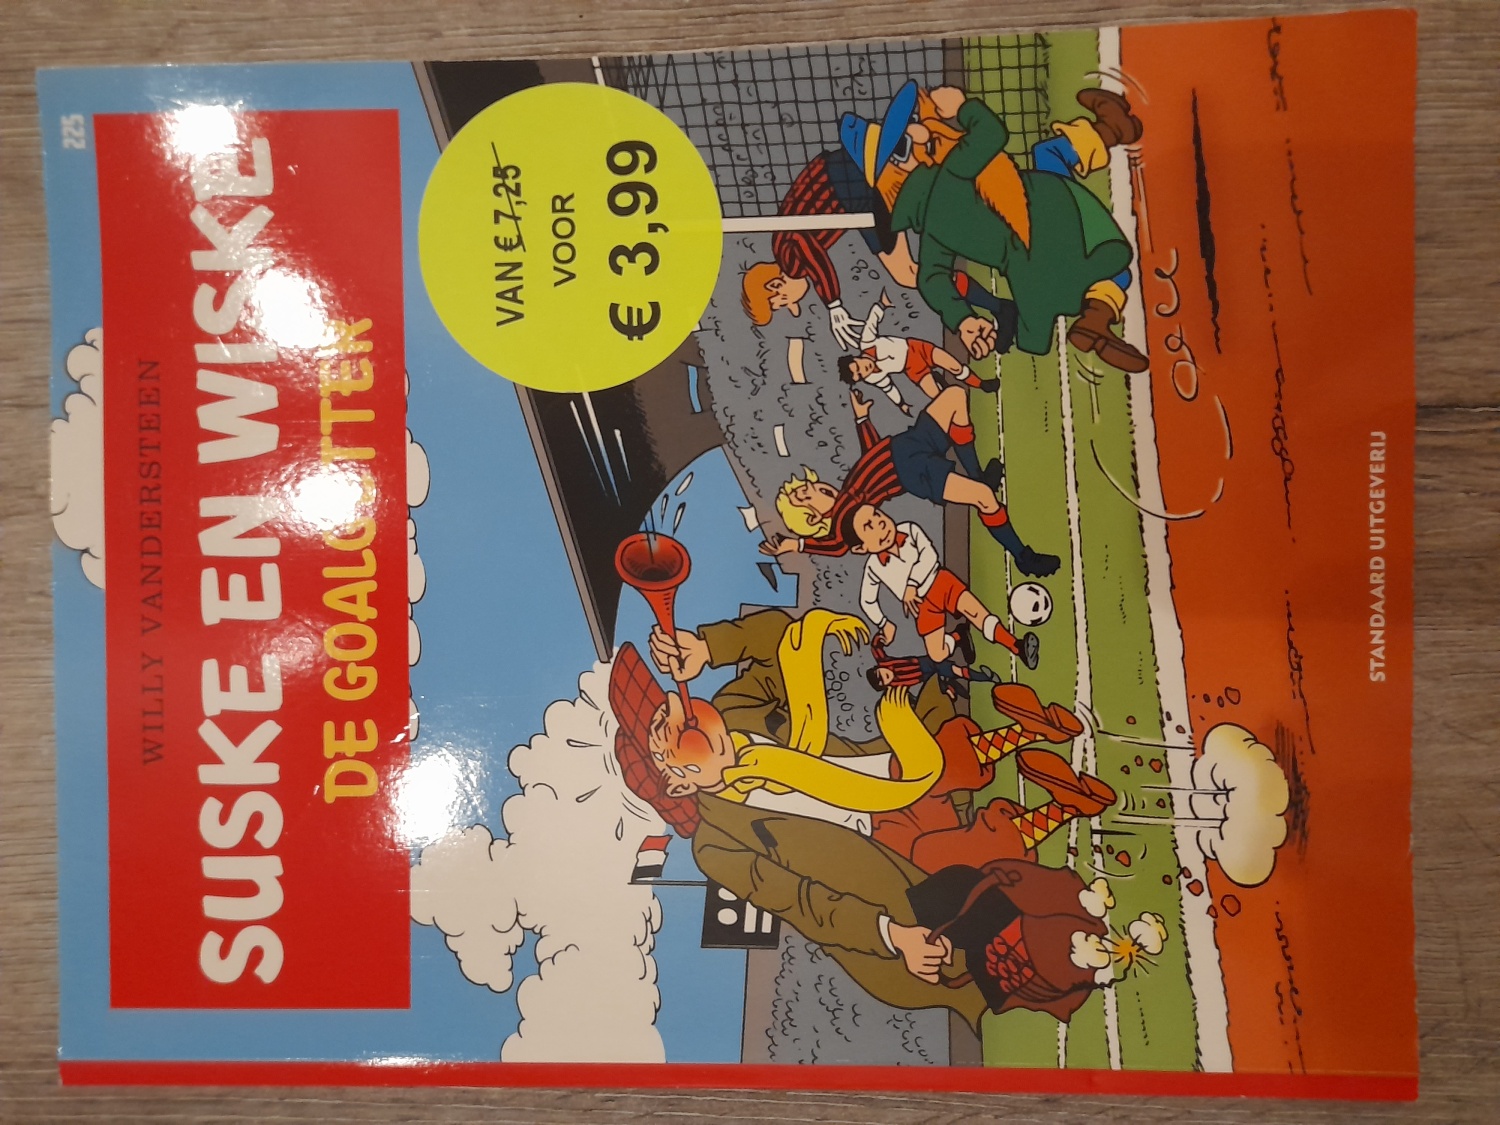 225
WILLY VANDERSTEEN
SUSKE EN WISKE
DE GOALGETTER
VAN € 7,25
VOOR
€ 3,99
STANDAARD UITGEVERIJ